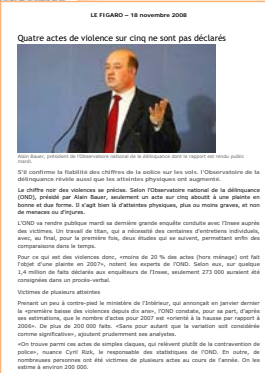 LE FIGARO – 18 novembre 2008
Quatre actes de violence sur cinq ne sont pas déclarés
Alain Bauer, président de l'Observatoire national de la délinquance dont le rapport est rendu public
mardi.
S'il confirme la fiabilité des chiffres de la police sur les vols, l'Observatoire de la
délinquance révèle aussi que les atteintes physiques ont augmenté.
Le chiffre noir des violences se précise. Selon l'Observatoire national de la délinquance
(OND), présidé par Alain Bauer, seulement un acte sur cinq aboutit à une plainte en
bonne et due forme. Il s'agit bien là d'atteintes physiques, plus ou moins graves, et non
de menaces ou d'injures.
L'OND va rendre publique mardi sa dernière grande enquête conduite avec l'Insee auprès
des victimes. Un travail de titan, qui a nécessité des centaines d'entretiens individuels,
avec, au final, pour la première fois, deux études qui se suivent, permettant enfin des
comparaisons dans le temps.
Pour ce qui est des violences donc, «moins de 20 % des actes (hors ménage) ont fait
l'objet d'une plainte en 2007», notent les experts de l'OND. Selon eux, sur quelque
1,4 million de faits déclarés aux enquêteurs de l'Insee, seulement 273 000 auraient été
consignées dans un procès-verbal.
Victimes de plusieurs atteintes
Prenant un peu à contre-pied le ministère de l'Intérieur, qui annonçait en janvier dernier
la «première baisse des violences depuis dix ans», l'OND constate, pour sa part, d'après
ses estimations, que le nombre d'actes pour 2007 est «orienté à la hausse par rapport à
2006». De plus de 200 000 faits. «Sans pour autant que la variation soit considérée
comme significative», ajoutent prudemment ses analystes.
«On trouve parmi ces actes de simples claques, qui relèvent plutôt de la contravention de
police», nuance Cyril Rizk, le responsable des statistiques de l'OND. En outre, de
nombreuses personnes ont été victimes de plusieurs actes au cours de l'année. On les
estime à environ 200 000.